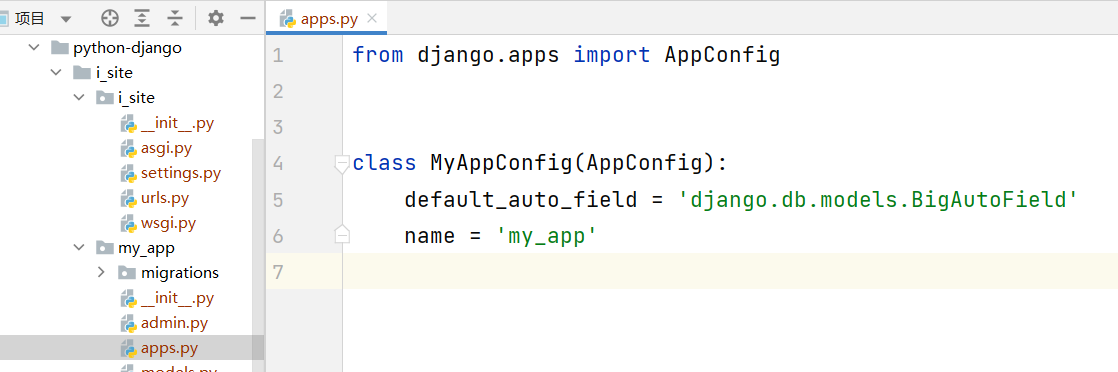 项目
apps.py
python-django
i_site
i_site
__init__.py
asgi.py
settings.py
urls.py
wsgi.py
my_app
migrations
__init__.py
admin.py
apps.py
models.py
1 from django.apps import AppConfig
2
3
4 class MyAppConfig(AppConfig):
5 default_auto_field = 'django.db.models.BigAutoField'
6 name = 'my_app'
7